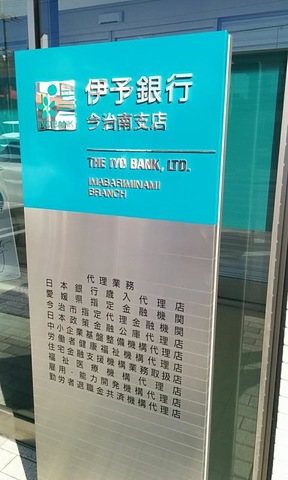 伊予銀行
今治南支店
THE IYO BANK, LTD.
IMABARIMINAMI
BRANCH
代理業務
日本銀行歳入代理店
愛媛県指定金融機関
今治市指定代理金融機関
日本政策金融公庫代理店
中小企業基盤整備機構代理店
労働者健康福祉機構代理店
住宅金融支援機構業務取扱店
福祉医療機構代理店
雇用・能力開発機構代理店
勤労者退職金共済機構代理店